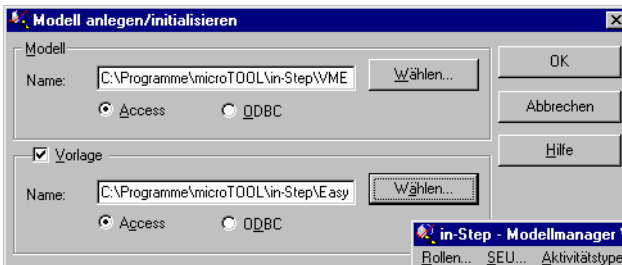 Modell anlegen/initialisieren
Modell
Name: C:\Programme\microTOOL\in-Step\VME Wählen...
Access ODBC
OK
Abbrechen
Hilfe
Vorlage
Name: C:\Programme\microTOOL\in-Step\Easy Wählen...
Access ODBC
in-Step - Modellmanager
Rollen... SEU... Aktivitätstype